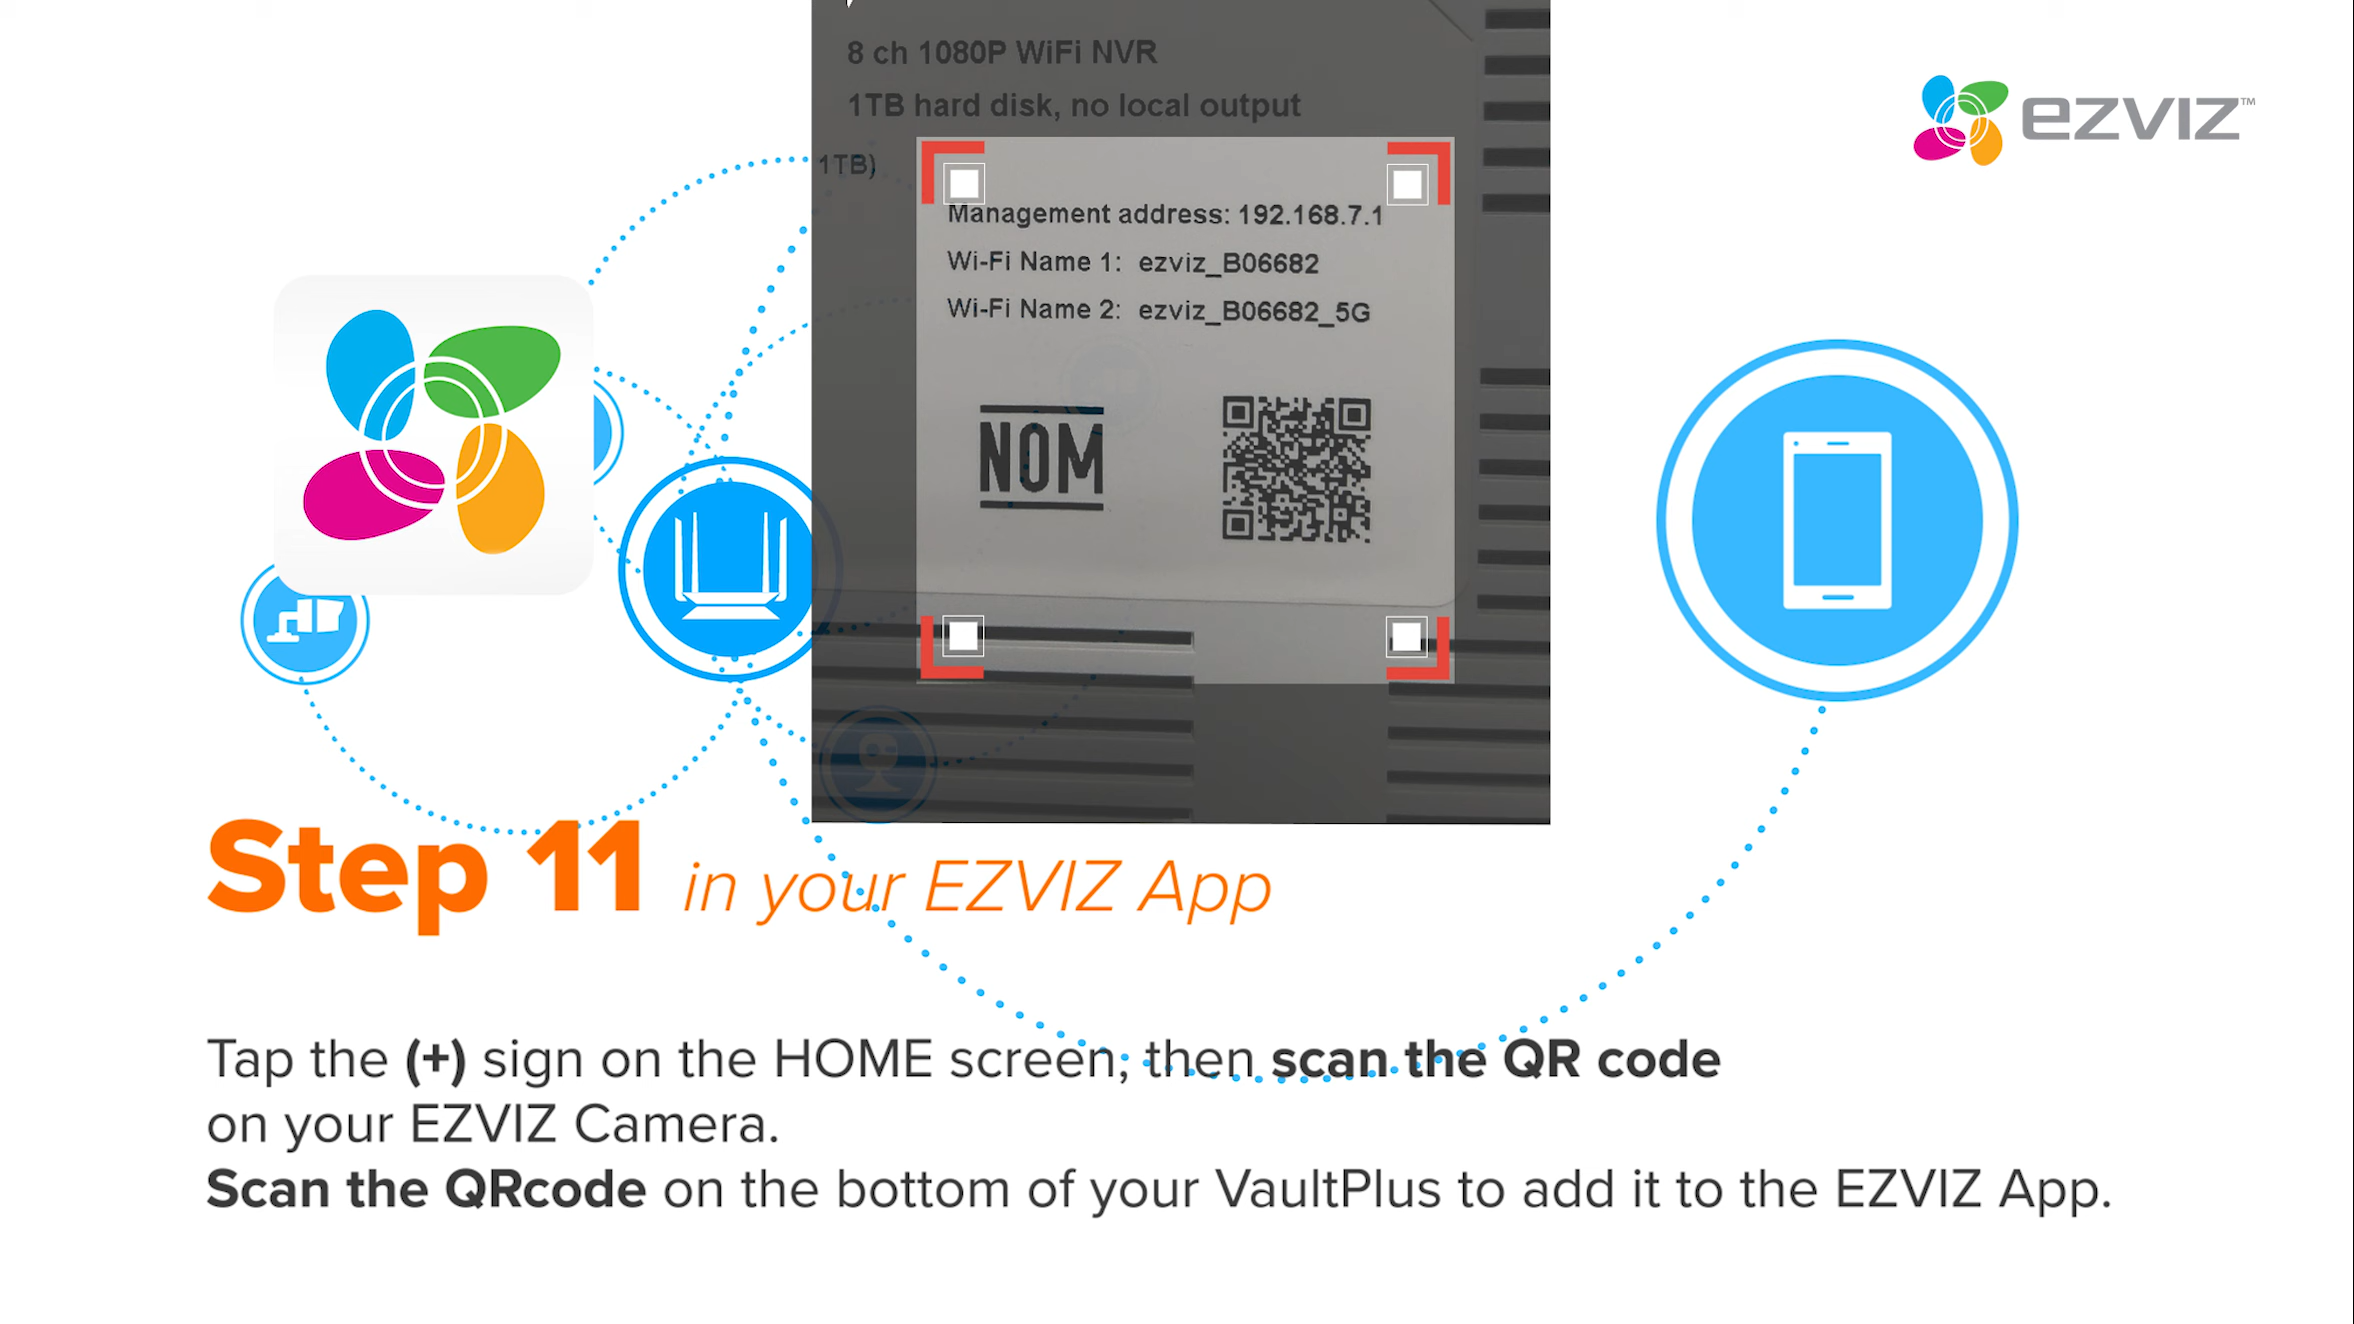 8 ch 1080P WiFi NVR
1TB hard disk, no local output
1TB)
ezviz™
Management address: 192.168.7.1
Wi-Fi Name 1: ezviz_B06682
Wi-Fi Name 2: ezviz_B06682_5G
NOM
Step 11 in your EZVIZ App
Tap the (+) sign on the HOME screen, then scan the QR code
on your EZVIZ Camera.
Scan the QRcode on the bottom of your VaultPlus to add it to the EZVIZ App.